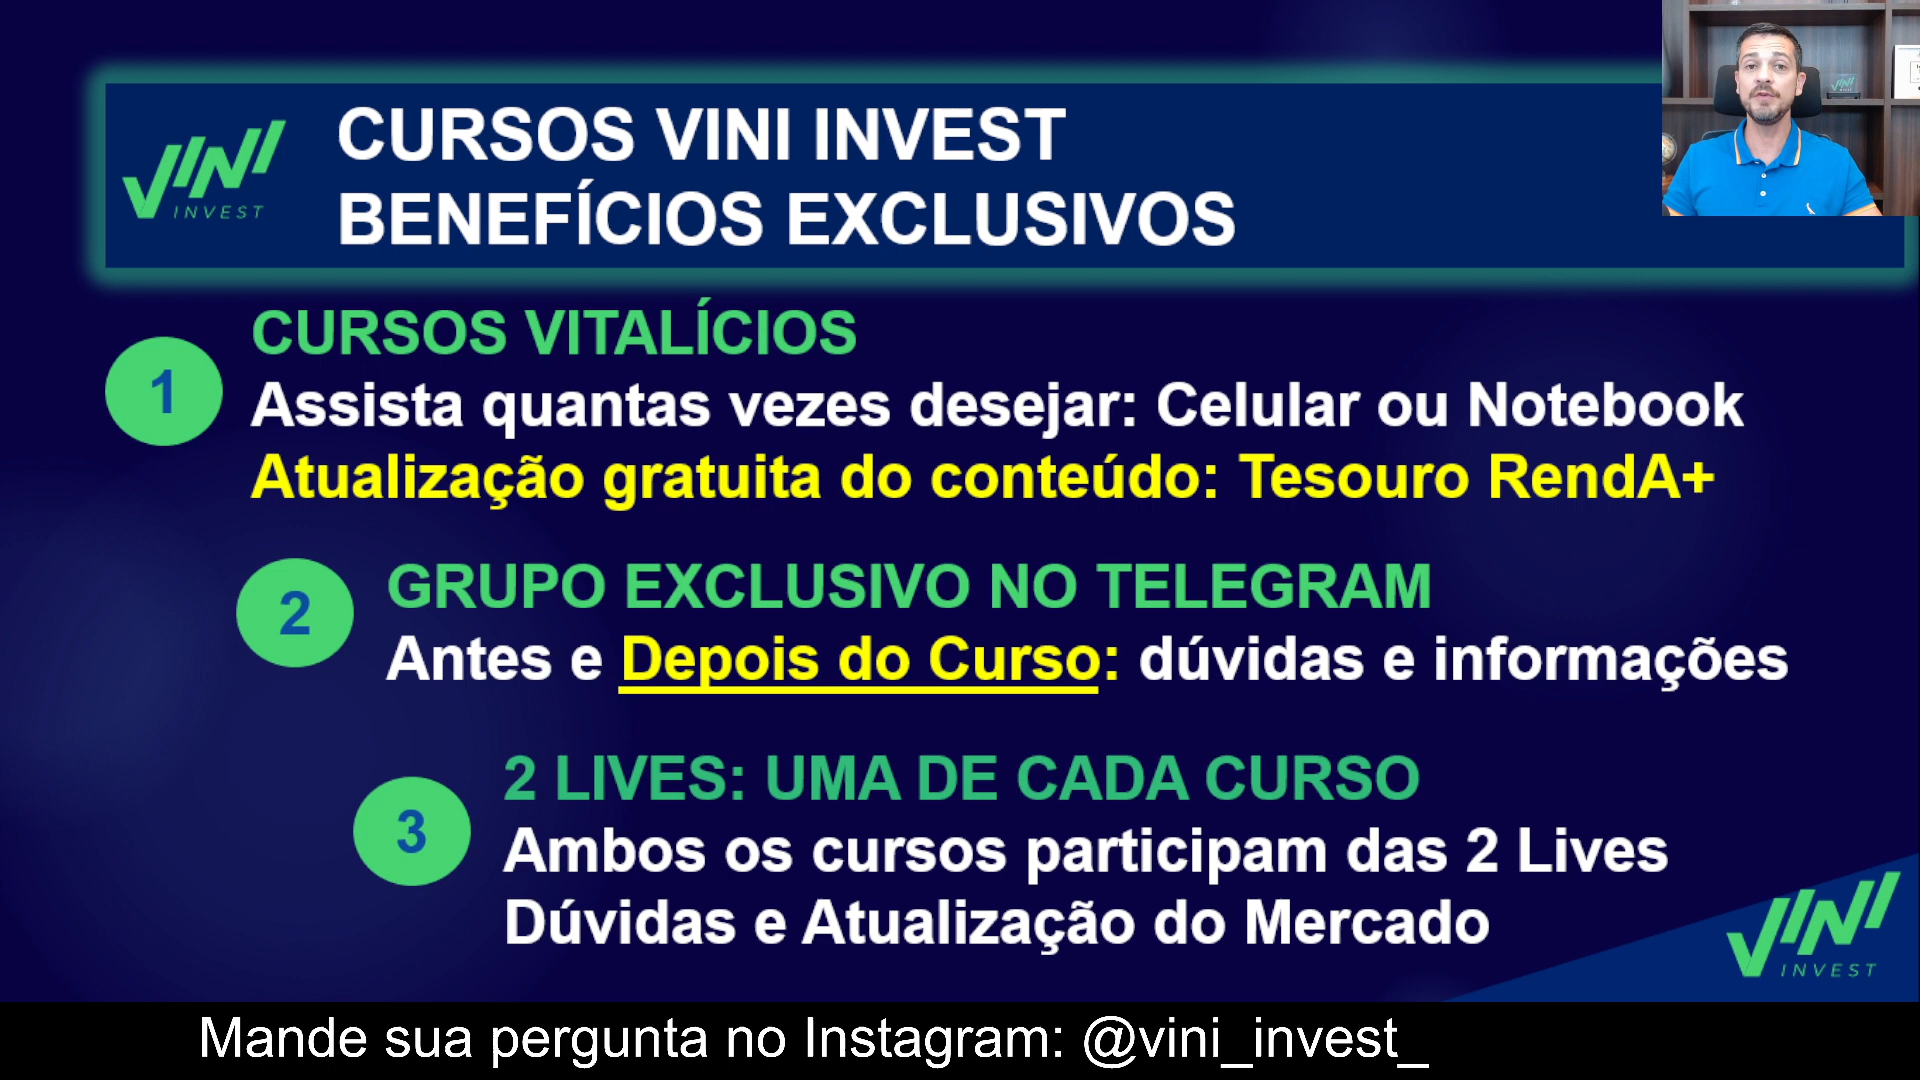 VINI
INVEST
CURSOS VINI INVEST
BENEFÍCIOS EXCLUSIVOS
1
CURSOS VITALÍCIOS
Assista quantas vezes desejar: Celular ou Notebook
Atualização gratuita do conteúdo: Tesouro RendA+
2
GRUPO EXCLUSIVO NO TELEGRAM
Antes e Depois do Curso: dúvidas e informações
3
2 LIVES: UMA DE CADA CURSO
Ambos os cursos participam das 2 Lives
Dúvidas e Atualização do Mercado
VINI
INVEST
Mande sua pergunta no Instagram: @vini_invest_